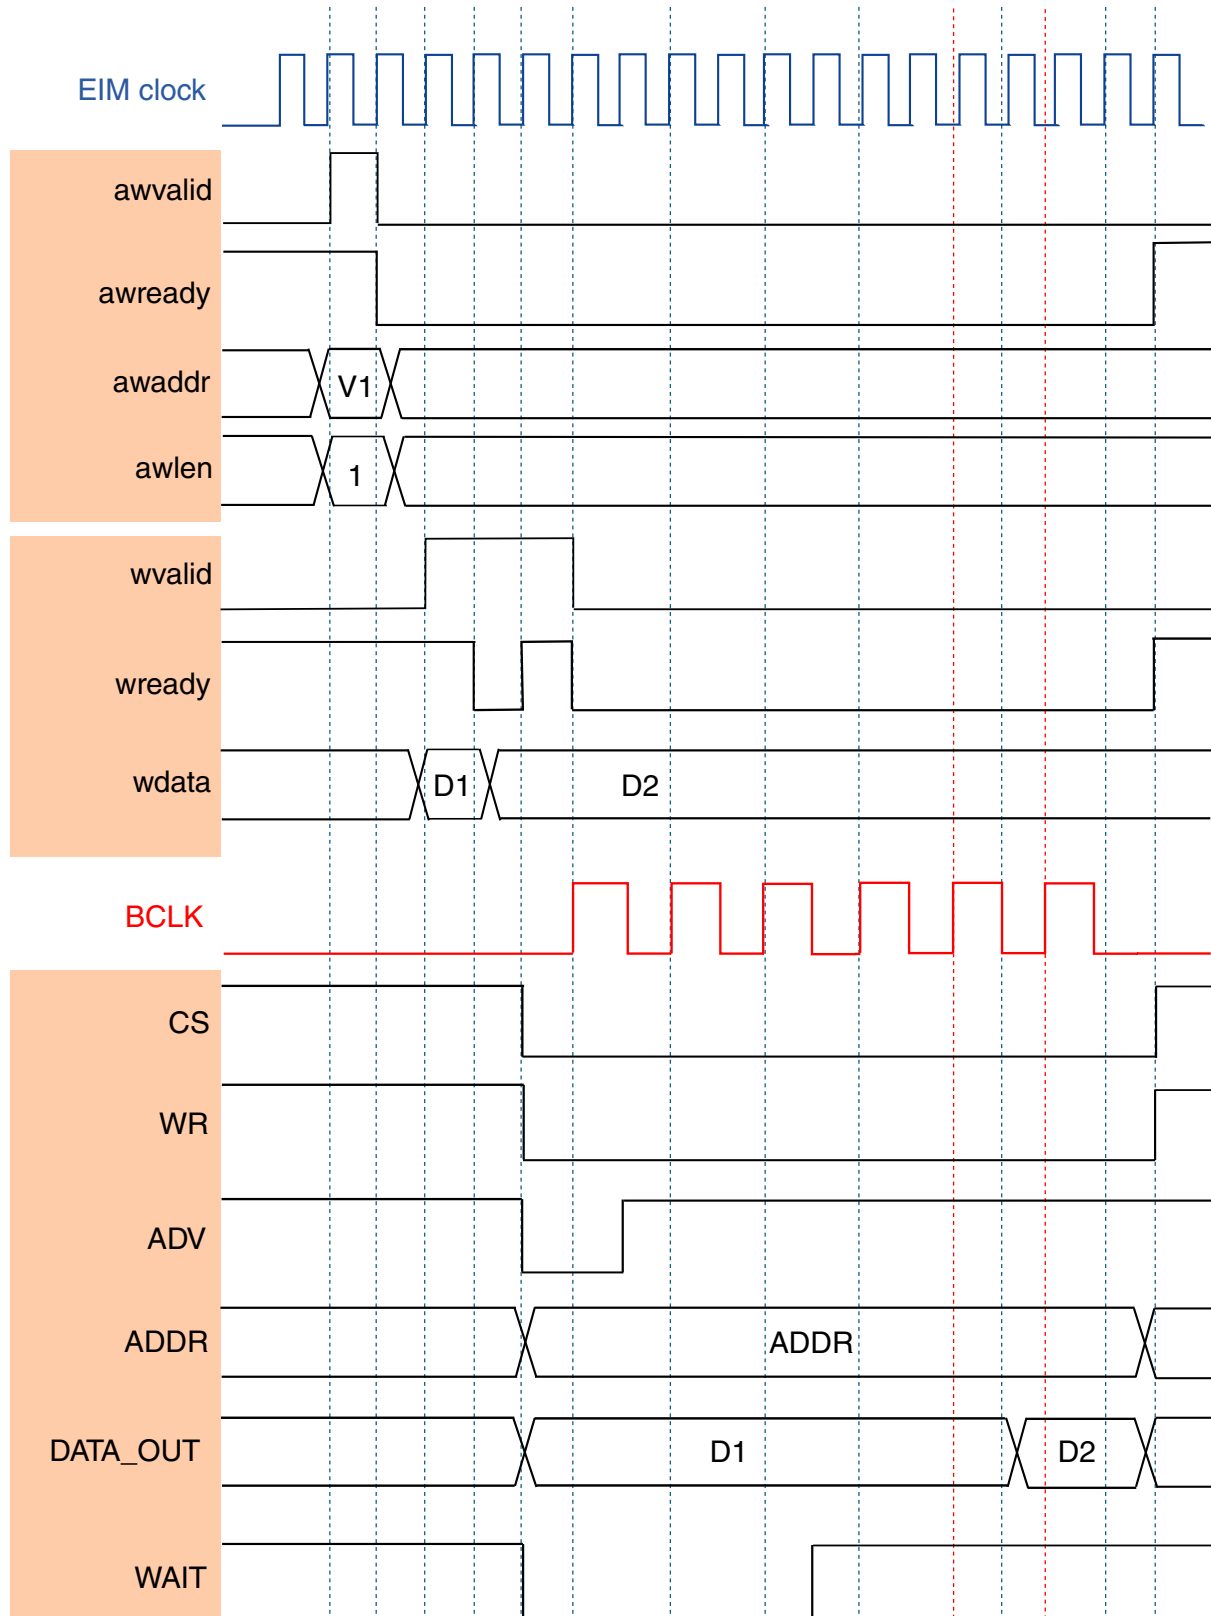 EIM clock
awvalid
awready
awaddr
V1
awlen
1
wvalid
wready
wdata
D1
D2
BCLK
CS
WR
ADV
ADDR
ADDR
DATA_OUT
D1
D2
WAIT